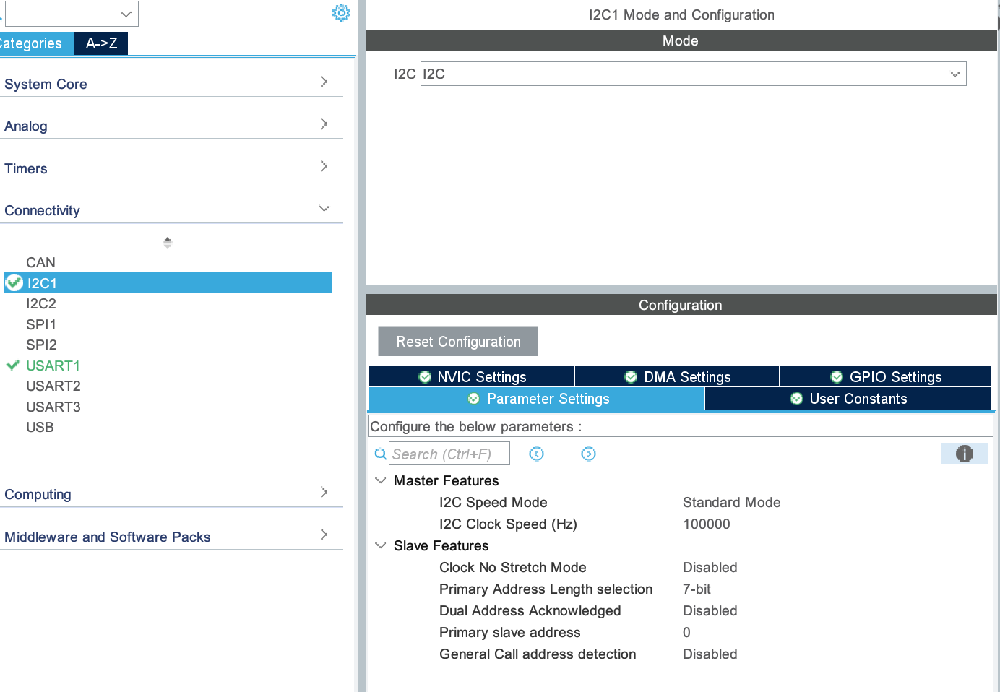 Categories
A->Z
System Core
Analog
Timers
Connectivity
CAN
I2C1
I2C2
SPI1
SPI2
USART1
USART2
USART3
USB
Computing
Middleware and Software Packs
I2C1 Mode and Configuration
Mode
I2C I2C
Configuration
Reset Configuration
NVIC Settings
DMA Settings
GPIO Settings
Parameter Settings
User Constants
Configure the below parameters :
Search (Ctrl+F)
Master Features
I2C Speed Mode Standard Mode
I2C Clock Speed (Hz) 100000
Slave Features
Clock No Stretch Mode Disabled
Primary Address Length selection 7-bit
Dual Address Acknowledged Disabled
Primary slave address 0
General Call address detection Disabled